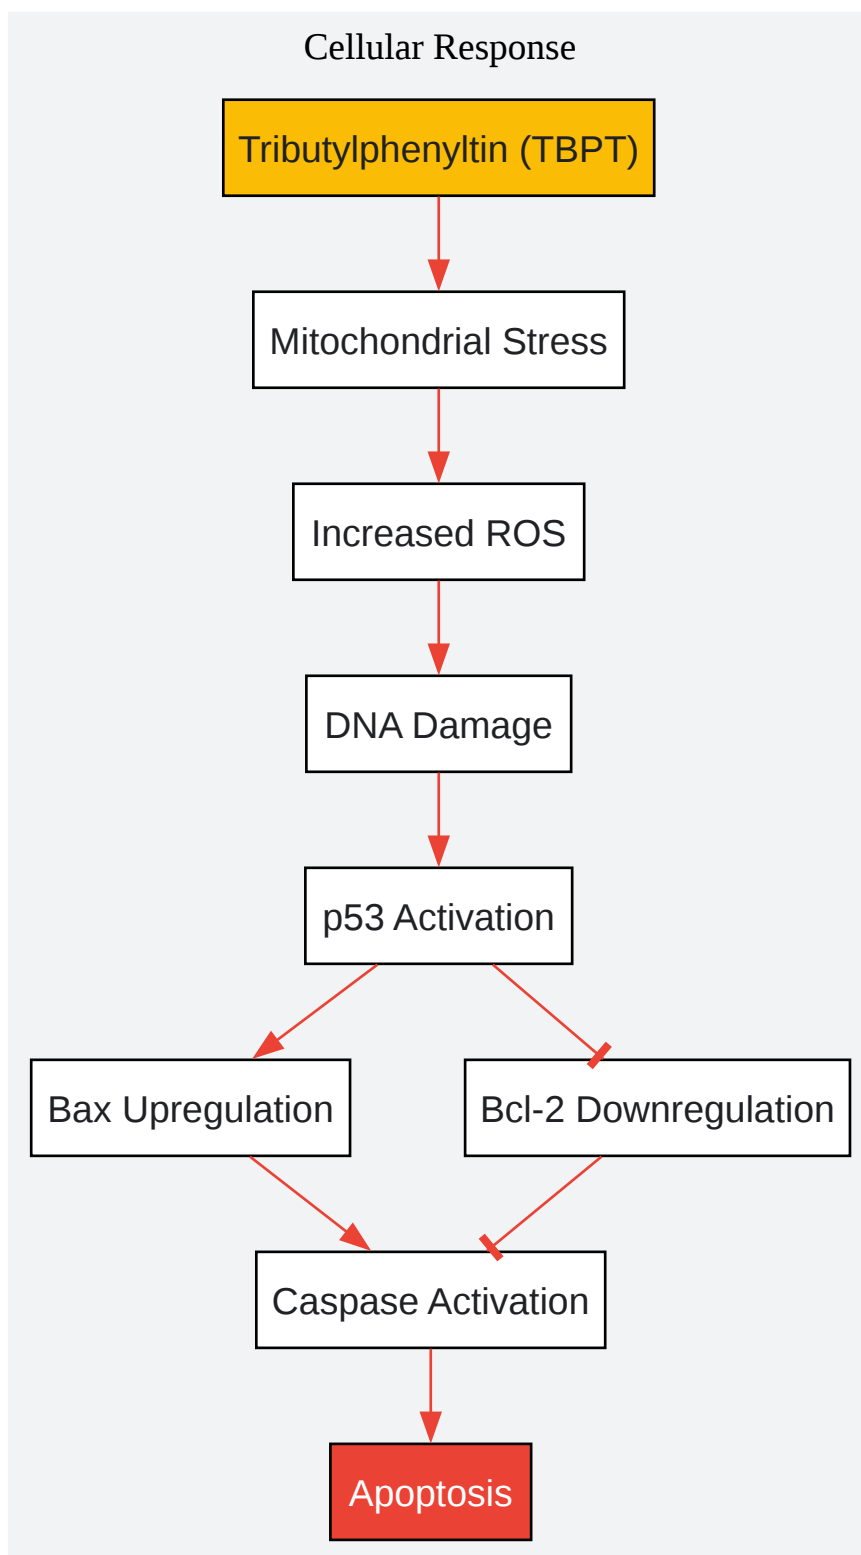 Cellular Response
Tributylphenyltin (TBPT)
Mitochondrial Stress
Increased ROS
DNA Damage
p53 Activation
Bax Upregulation
Bcl-2 Downregulation
Caspase Activation
Apoptosis